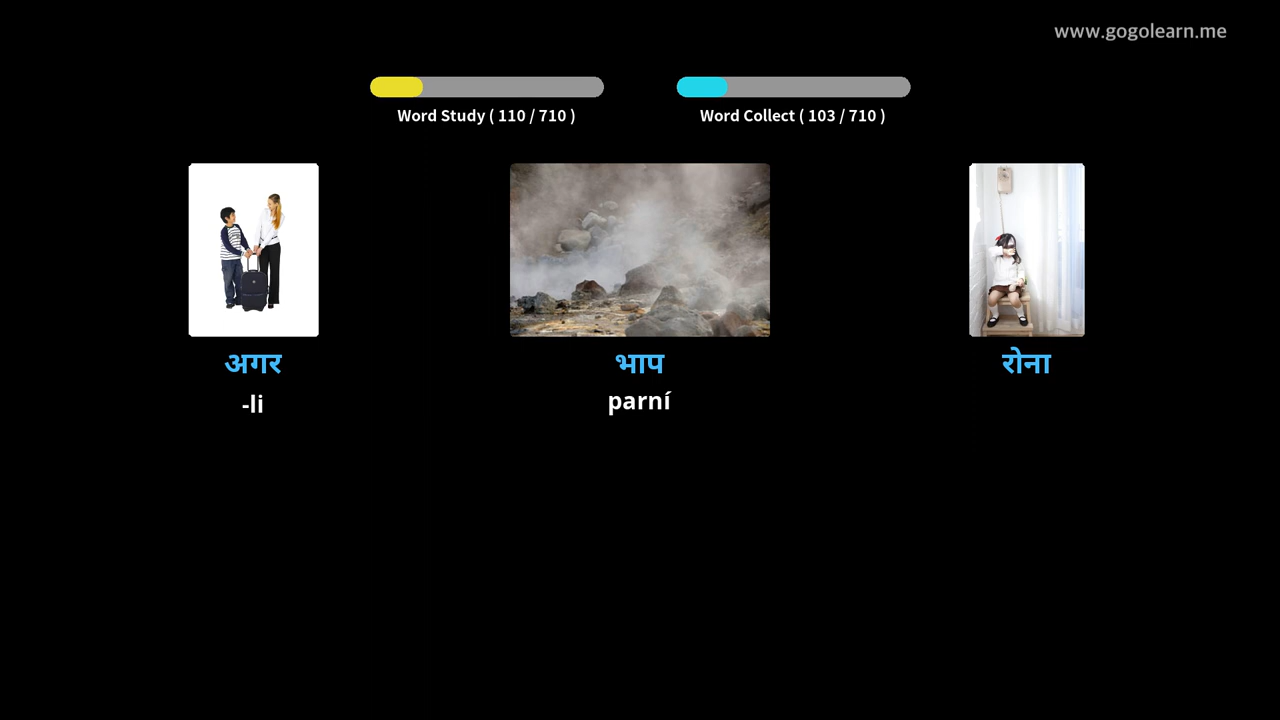 www.gogolearn.me
Word Study ( 110 / 710 )
Word Collect ( 103 / 710 )
अगर
भाप
रोना
-li
parní